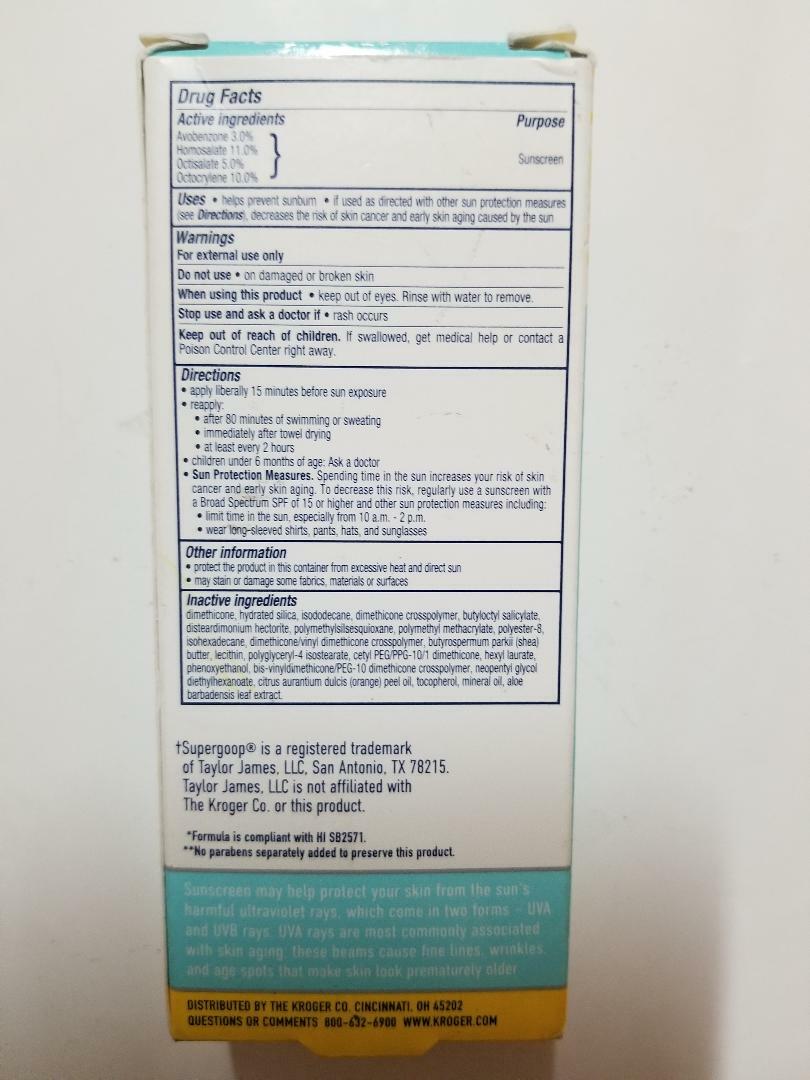 Drug Facts
Active ingredients Purpose
Avobenzone 3.0%
Homosalate 11.0%
Octisalate 5.0% Sunscreen
Octocrylene 10.0%
Uses • helps prevent sunburn • if used as directed with other sun protection measures
(see Directions), decreases the risk of skin cancer and early skin aging caused by the sun
Warnings
For external use only
Do not use • on damaged or broken skin
When using this product • keep out of eyes. Rinse with water to remove.
Stop use and ask a doctor if • rash occurs
Keep out of reach of children. If swallowed, get medical help or contact a
Poison Control Center right away.
Directions
• apply liberally 15 minutes before sun exposure
• reapply:
• after 80 minutes of swimming or sweating
• immediately after towel drying
• at least every 2 hours
• children under 6 months of age: Ask a doctor
• Sun Protection Measures. Spending time in the sun increases your risk of skin
cancer and early skin aging. To decrease this risk, regularly use a sunscreen with
a Broad Spectrum SPF of 15 or higher and other sun protection measures including:
• limit time in the sun, especially from 10 a.m. - 2 p.m.
• wear long-sleeved shirts, pants, hats, and sunglasses
Other information
• protect the product in this container from excessive heat and direct sun
• may stain or damage some fabrics, materials or surfaces
Inactive ingredients
dimethicone, hydrated silica, isododecane, dimethicone crosspolymer, butyloctyl salicylate,
disteardimonium hectorite, polymethylsilsesquioxane, polymethyl methacrylate, polyester-8,
isohexadecane, dimethicone/vinyl dimethicone crosspolymer, butyrospermum parkii (shea)
butter, lecithin, polyglyceryl-4 isostearate, cetyl PEG/PPG-10/1 dimethicone, hexyl laurate,
phenoxyethanol, bis-vinyldimethicone/PEG-10 dimethicone crosspolymer, neopentyl glycol
diethylhexanoate, citrus aurantium dulcis (orange) peel oil, tocopherol, mineral oil, aloe
barbadensis leaf extract.
†Supergoop® is a registered trademark
of Taylor James, LLC, San Antonio, TX 78215.
Taylor James, LLC is not affiliated with
The Kroger Co. or this product.
*Formula is compliant with HI SB2571.
**No parabens separately added to preserve this product.
Sunscreen may help protect your skin from the sun's
harmful ultraviolet rays, which come in two forms – UVA
and UVB rays. UVA rays are most commonly associated
with skin aging; these beams cause fine lines, wrinkles,
and age spots that make skin look prematurely older
DISTRIBUTED BY THE KROGER CO. CINCINNATI, OH 45202
QUESTIONS OR COMMENTS 800-632-6900 WWW.KROGER.COM